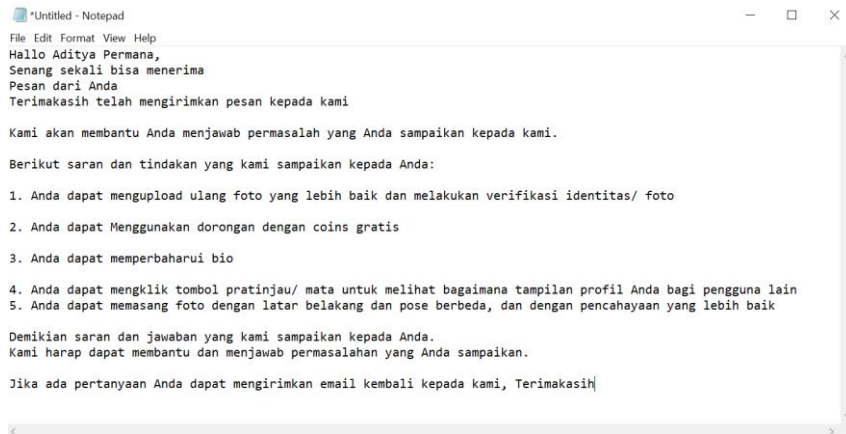 *Untitled - Notepad
File Edit Format View Help
Hallo Aditya Permana,
Senang sekali bisa menerima
Pesan dari Anda
Terimakasih telah mengirimkan pesan kepada kami
Kami akan membantu Anda menjawab permasalah yang Anda sampaikan kepada kami.
Berikut saran dan tindakan yang kami sampaikan kepada Anda:
1. Anda dapat mengupload ulang foto yang lebih baik dan melakukan verifikasi identitas/ foto
2. Anda dapat Menggunakan dorongan dengan coins gratis
3. Anda dapat memperbaharui bio
4. Anda dapat mengklik tombol pratinjau/ mata untuk melihat bagaimana tampilan profil Anda bagi pengguna lain
5. Anda dapat memasang foto dengan latar belakang dan pose berbeda, dan dengan pencahayaan yang lebih baik
Demikian saran dan jawaban yang kami sampaikan kepada Anda.
Kami harap dapat membantu dan menjawab permasalahan yang Anda sampaikan.
Jika ada pertanyaan Anda dapat mengirimkan email kembali kepada kami, Terimakasih